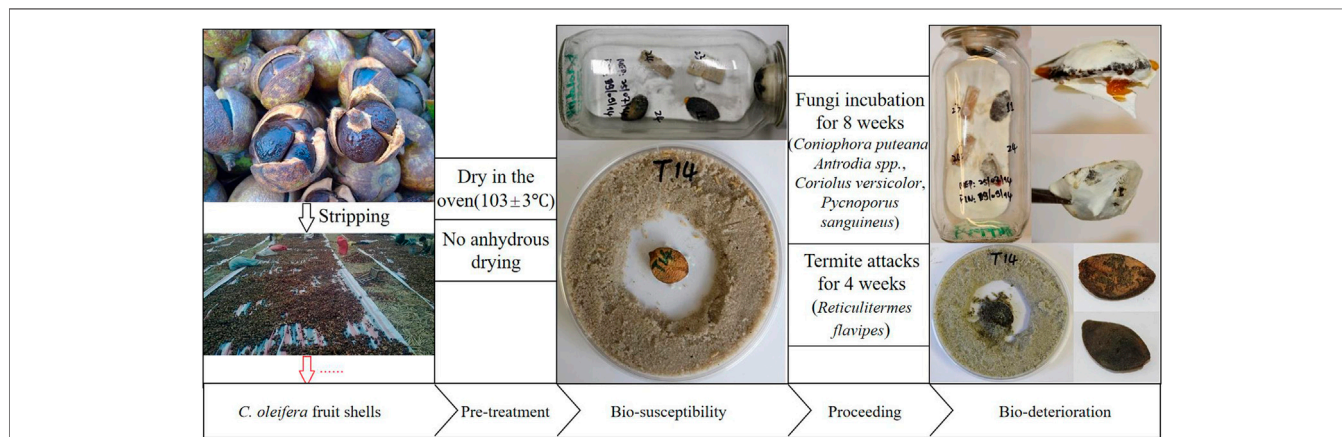 Stripping
......
Dry in the
oven(103±3℃)
No anhydrous
drying
T14
T14
Fungi incubation
for 8 weeks
(Coniophora puteana
Antrodia spp.,
Coriolus versicolor,
Pycnoporus
sanguineus)
Termite attacks
for 4 weeks
(Reticulitermes
flavipes)
24
T14
C. oleifera fruit shells
Pre-treatment
Bio-susceptibility
Proceeding
Bio-deterioration